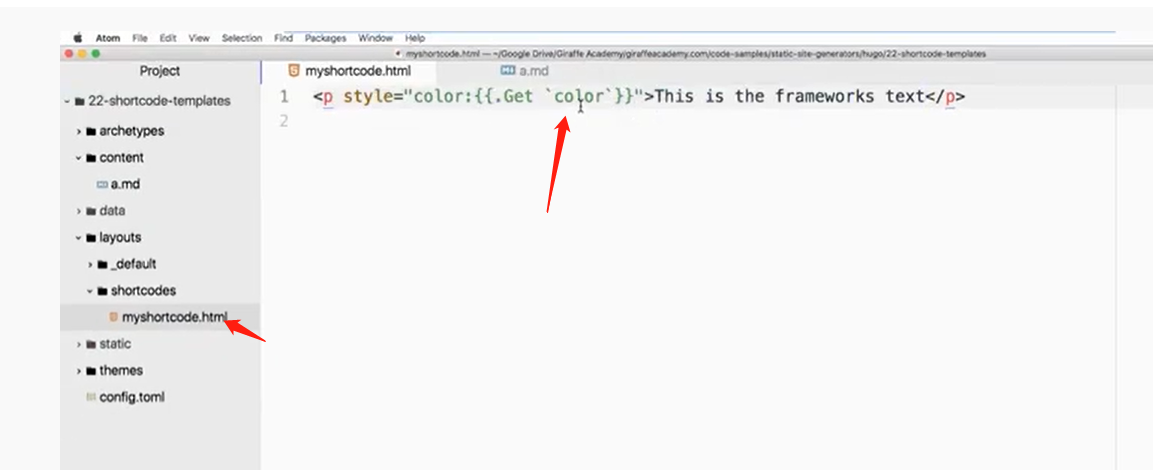 Atom File Edit View Selection Find Packages Window Help
myshortcode.html — ~/Google Drive/Giraffe Academy/giraffeacademy.com/code-samples/static-site-generators/hugo/22-shortcode-templates
Project
myshortcode.html a.md
22-shortcode-templates
archetypes
content
a.md
data
layouts
_default
shortcodes
myshortcode.html
static
themes
config.toml
1 <p style="color:{{.Get `color`}}">This is the frameworks text</p>
2